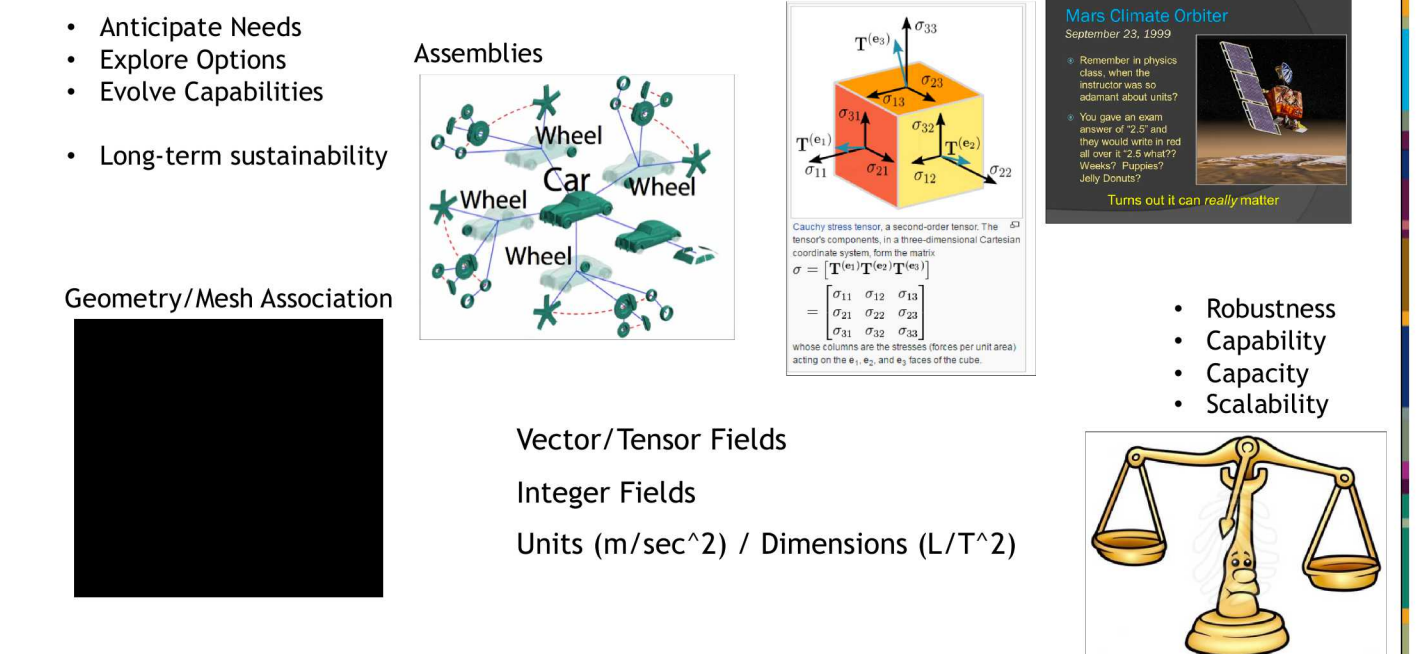 • Anticipate Needs
• Explore Options
• Evolve Capabilities
• Long-term sustainability
Assemblies
Wheel
Car
Wheel
Wheel
Wheel
σ33
T^(e3)
σ23
σ13
σ31
σ32
T^(e1)
T^(e2)
σ11
σ21
σ12
σ22
Cauchy stress tensor, a second-order tensor. The
tensor's components, in a three-dimensional Cartesian
coordinate system, form the matrix
σ = [T^(e1)T^(e2)T^(e3)]
= [σ11 σ12 σ13
σ21 σ22 σ23
σ31 σ32 σ33]
whose columns are the stresses (forces per unit area)
acting on the e1, e2, and e3 faces of the cube.
Mars Climate Orbiter
September 23, 1999
Remember in physics
class, when the
instructor was so
adamant about units?
You gave an exam
answer of "2.5" and
they would write in red
all over it "2.5 what??
Weeks? Puppies?
Jelly Donuts?
Turns out it can really matter
Geometry/Mesh Association
• Robustness
• Capability
• Capacity
• Scalability
Vector/Tensor Fields
Integer Fields
Units (m/sec^2) / Dimensions (L/T^2)